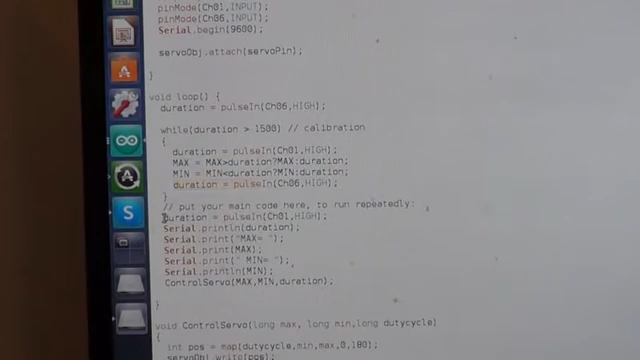 pinMode(Ch01,INPUT);
pinMode(Ch06,INPUT);
Serial.begin(9600);
servoObj.attach(servoPin);
}
void loop() {
duration = pulseIn(Ch06,HIGH);
while(duration > 1500) // calibration
{
duration = pulseIn(Ch01,HIGH);
MAX = MAX>duration?MAX:duration;
MIN = MIN<duration?MIN:duration;
duration = pulseIn(Ch06,HIGH);
}
// put your main code here, to run repeatedly:
duration = pulseIn(Ch01,HIGH);
Serial.println(duration);
Serial.print("MAX= ");
Serial.print(MAX);
Serial.print(" MIN= ");
Serial.println(MIN);
ControlServo(MAX,MIN,duration);
}
void ControlServo(long max, long min,long dutycycle)
{
int pos = map(dutycycle,min,max,0,180);
servoObj.write(pos);